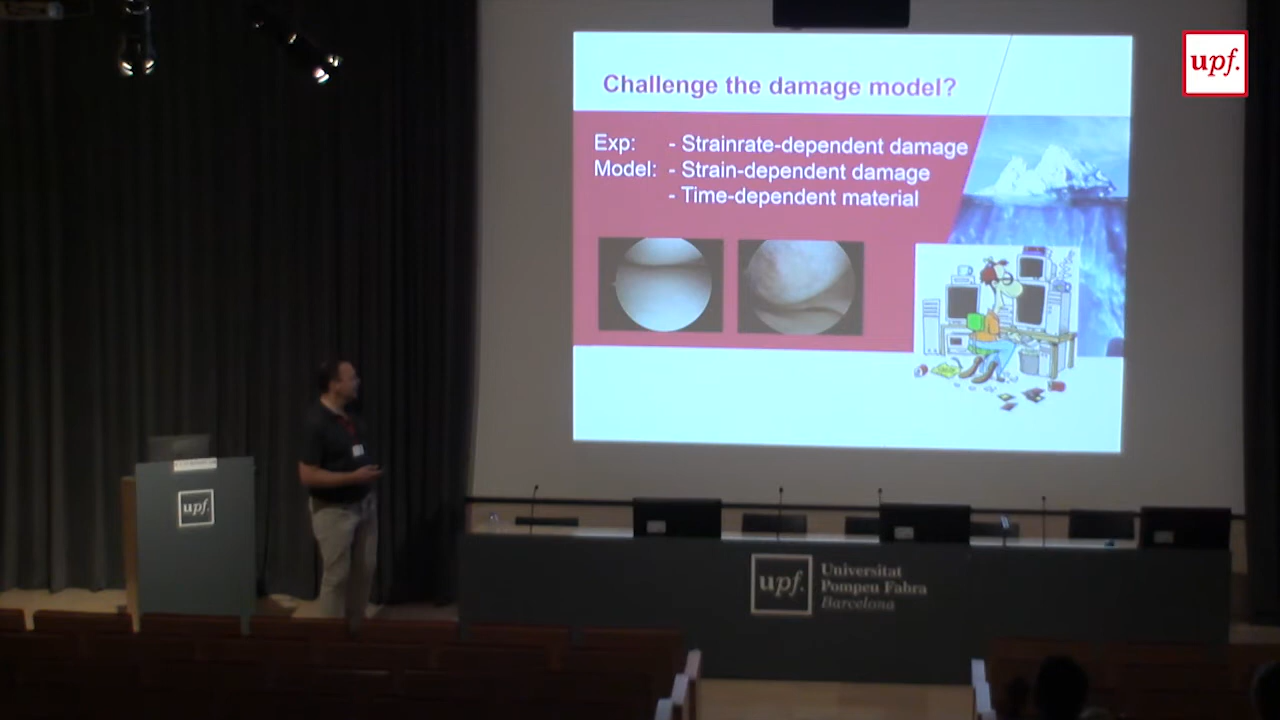 Challenge the damage model?
Exp: - Strainrate-dependent damage
Model: - Strain-dependent damage
- Time-dependent material
upf.
upf.
upf.
Universitat
Pompeu Fabra
Barcelona